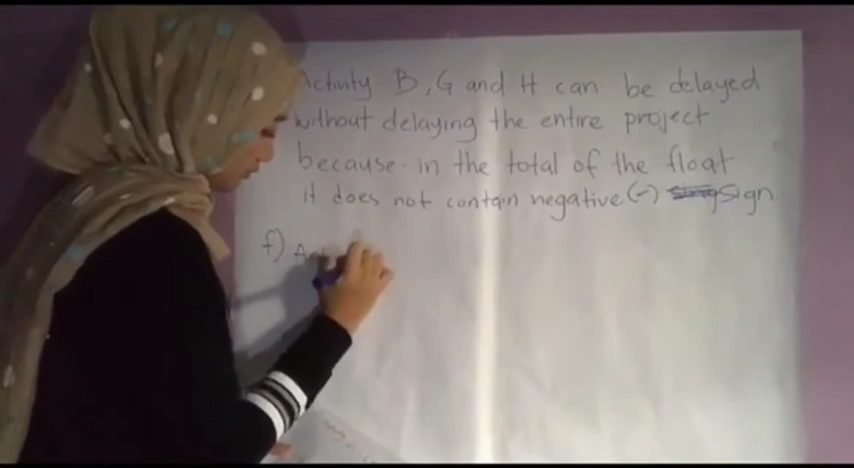 Activity B, G and H can be delayed
without delaying the entire project
because in the total of the float
it does not contain negative (-) sign
f) A